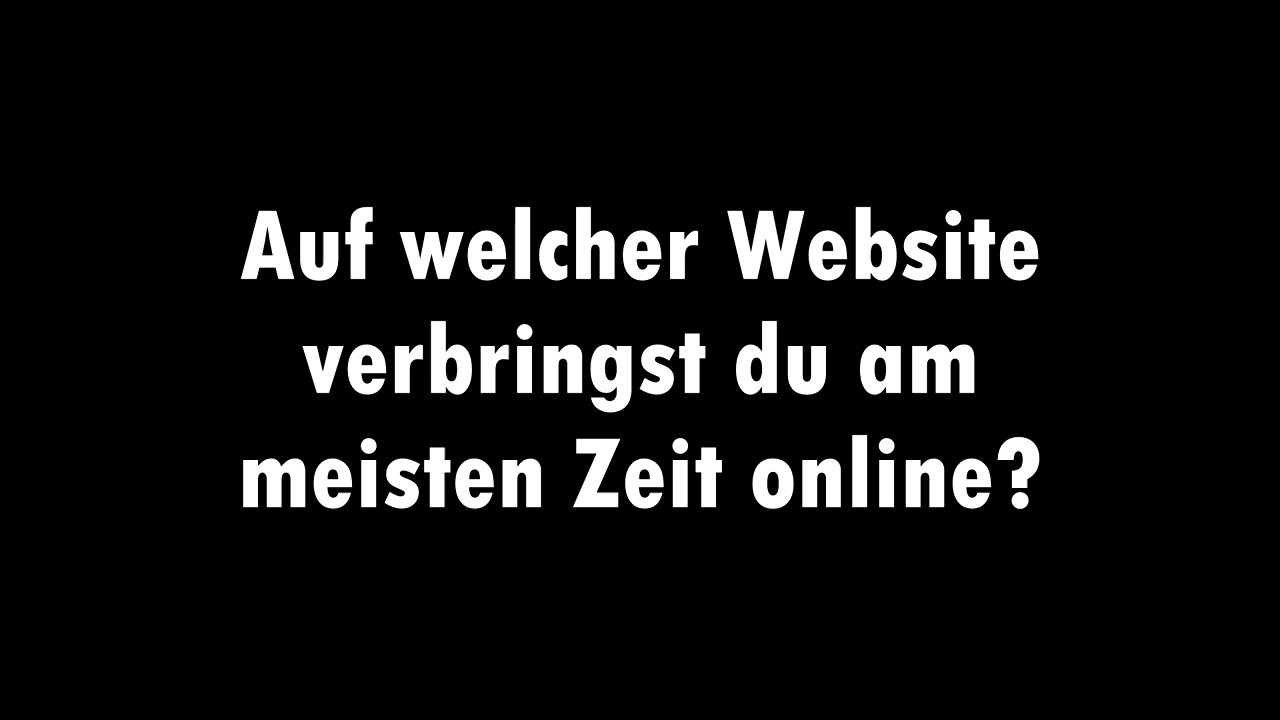 Auf welcher Website
verbringst du am
meisten Zeit online?